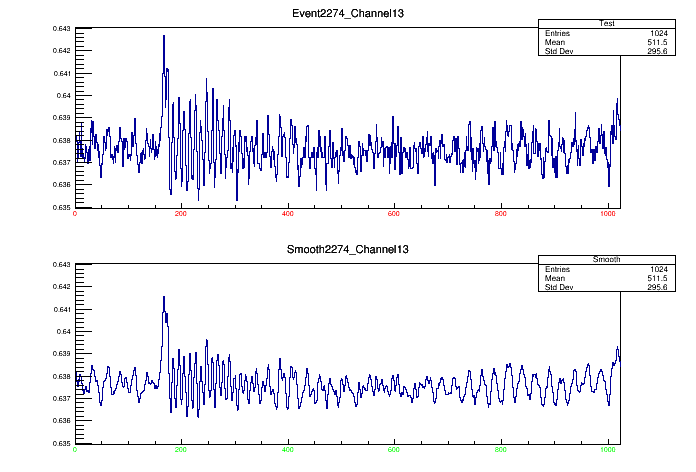 Event2274_Channel13
Test
Entries 1024
Mean 511.5
Std Dev 295.6
0.643
0.642
0.641
0.64
0.639
0.638
0.637
0.636
0.635
0 200 400 600 800 1000
Smooth2274_Channel13
Smooth
Entries 1024
Mean 511.5
Std Dev 295.6
0.643
0.642
0.641
0.64
0.639
0.638
0.637
0.636
0.635
0 200 400 600 800 1000